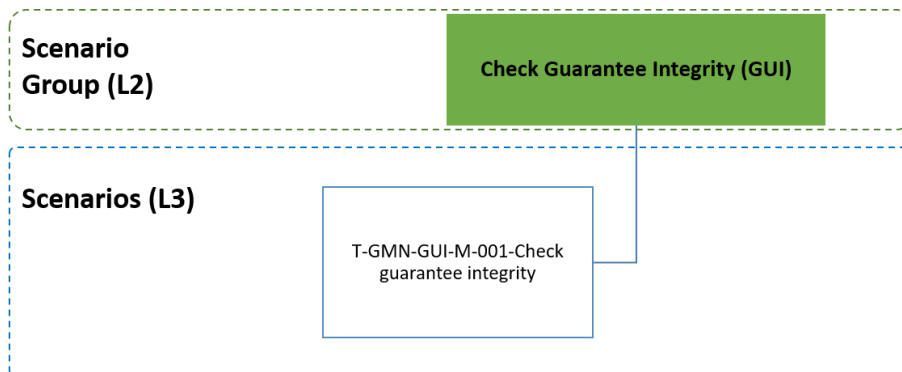 Scenario
Group (L2)
Check Guarantee Integrity (GUI)
Scenarios (L3)
T-GMN-GUI-M-001-Check
guarantee integrity